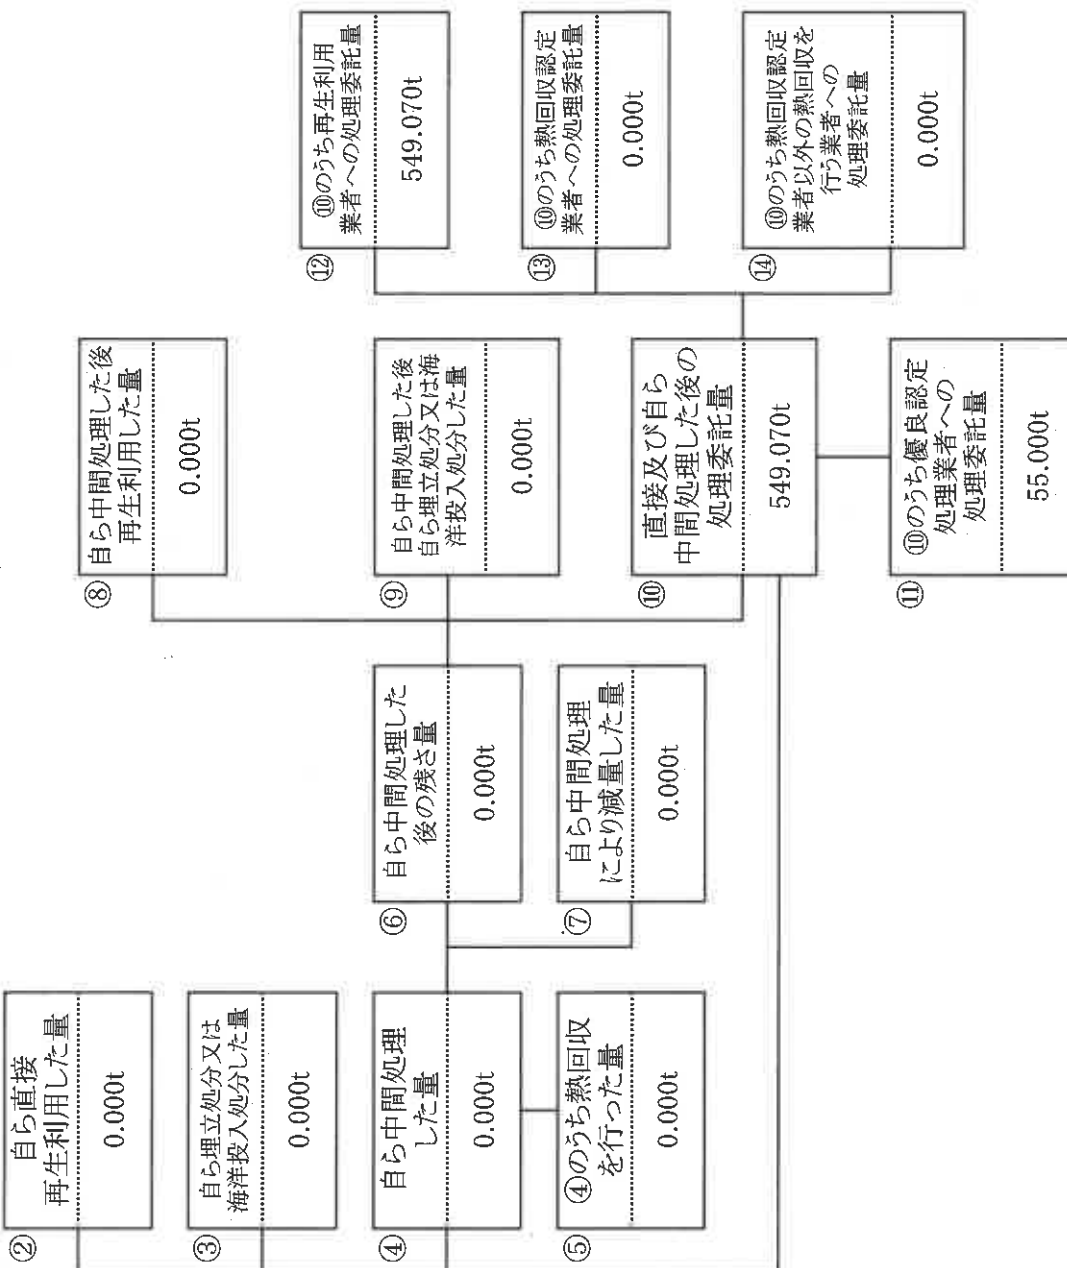 ②
自ら直接
再生利用した量
0.000t
③
自ら埋立処分又は
海洋投入処分した量
0.000t
④
自ら中間処理
した量
0.000t
⑤
④のうち熱回収
を行った量
0.000t
⑥
自ら中間処理した
後の残さ量
0.000t
⑦
自ら中間処理
により減量した量
0.000t
⑧
自ら中間処理した後
再生利用した量
0.000t
⑨
自ら中間処理した後
自ら埋立処分又は海
洋投入処分した量
0.000t
⑩
直接及び自ら
中間処理した後の
処理委託量
549.070t
⑪
⑩のうち優良認定
処理業者への
処理委託量
55.000t
⑫
⑩のうち再生利用
業者への処理委託量
549.070t
⑬
⑩のうち熱回収認定
業者への処理委託量
0.000t
⑭
⑩のうち熱回収認定
業者以外の熱回収を
行う業者への
処理委託量
0.000t